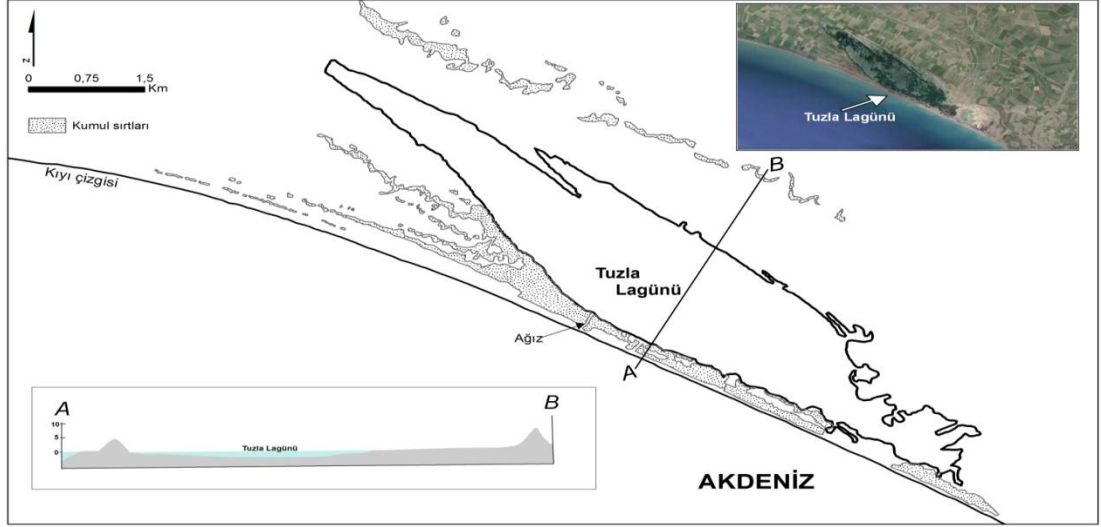 z
0
0,75
1,5
Km
Kumul sırtları
Kıyı çizgisi
Tuzla Lagünü
B
Tuzla
Lagünü
Ağız
A
A
B
10
5
0
Tuzla Lagünü
AKDENİZ